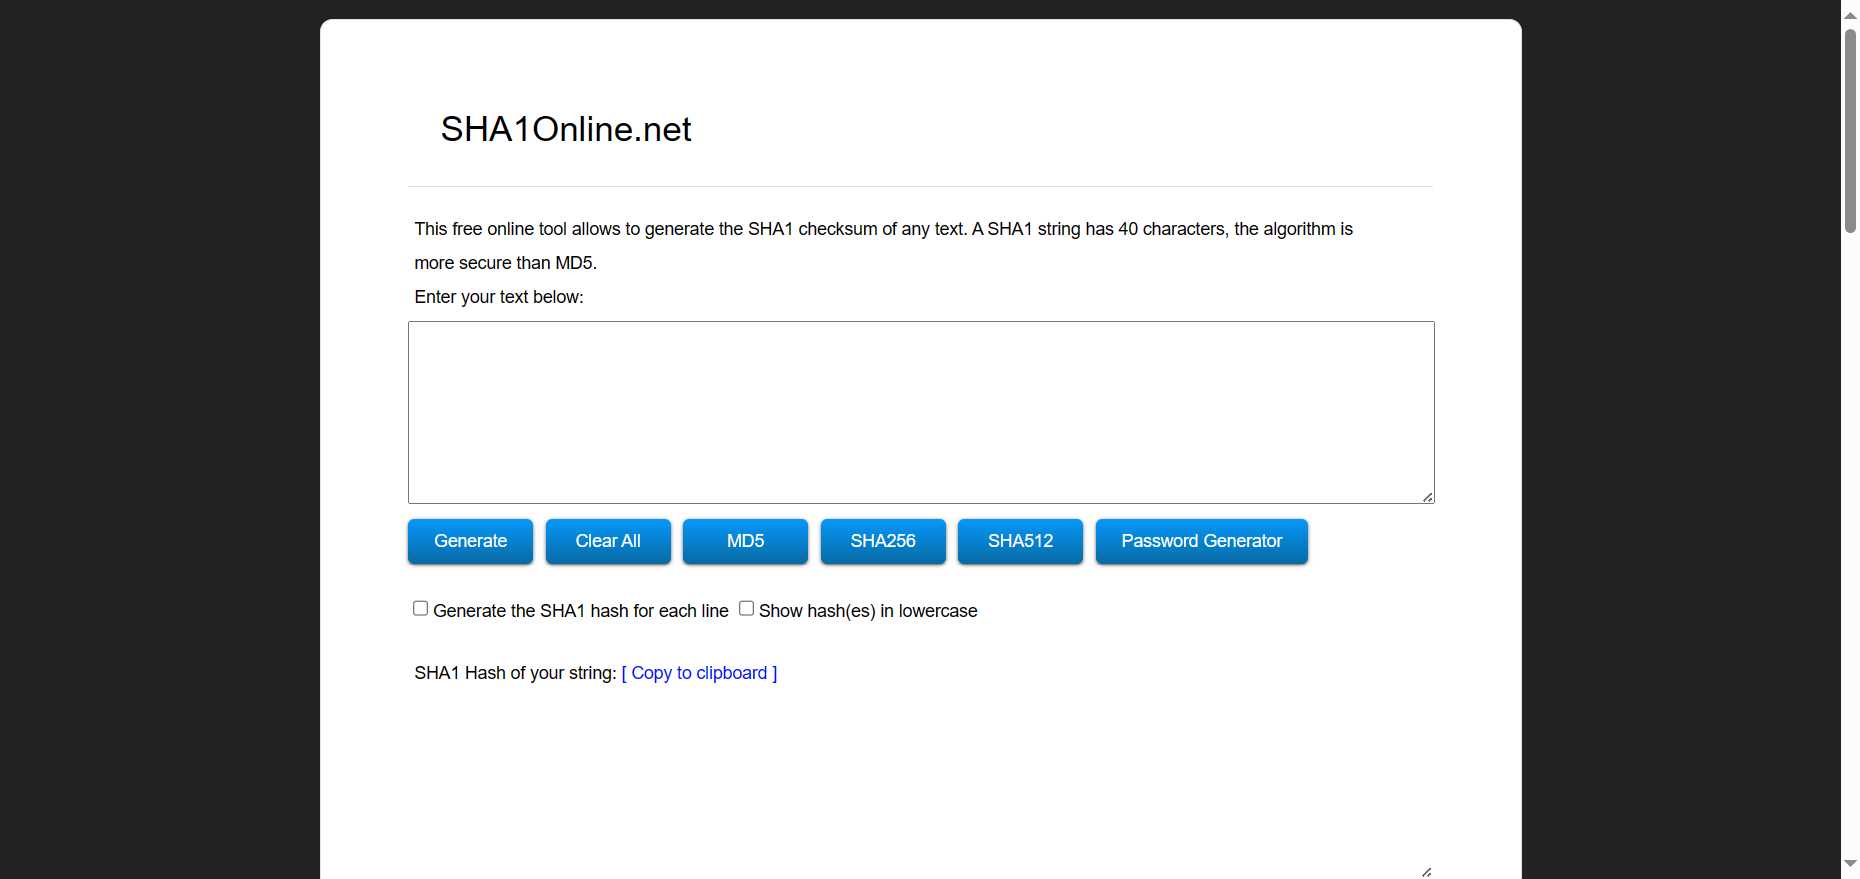 SHA1Online.net
This free online tool allows to generate the SHA1 checksum of any text. A SHA1 string has 40 characters, the algorithm is
more secure than MD5.
Enter your text below:
Generate Clear All MD5 SHA256 SHA512 Password Generator
Generate the SHA1 hash for each line Show hash(es) in lowercase
SHA1 Hash of your string: [ Copy to clipboard ]